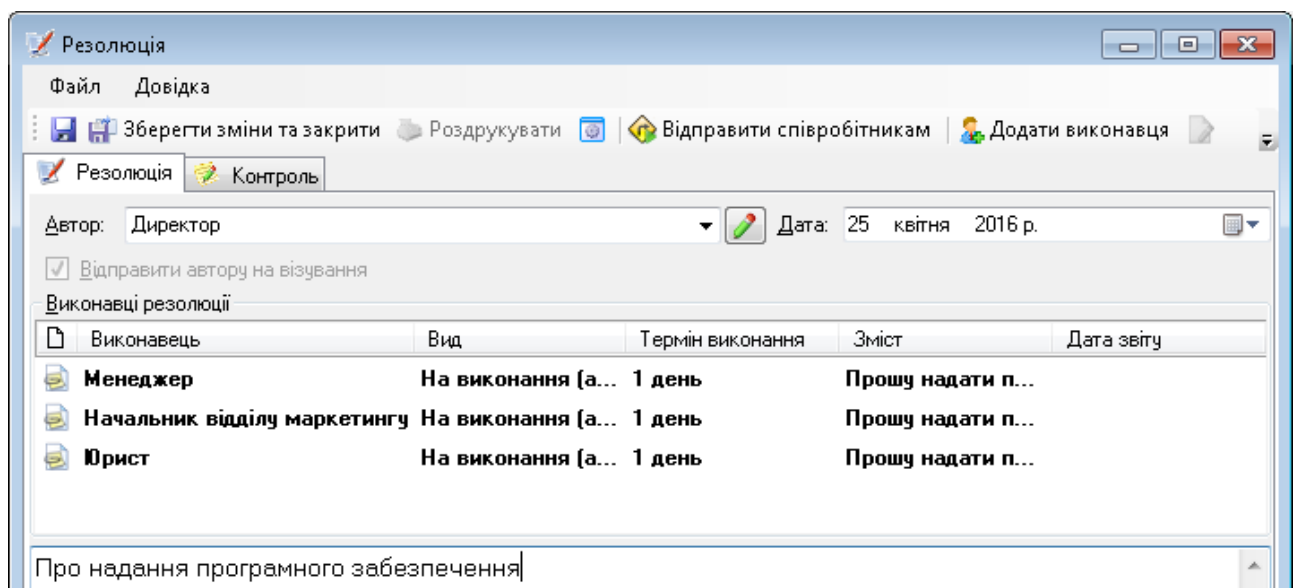 Резолюція
Файл Довідка
Зберегти зміни та закрити Роздрукувати Відправити співробітникам Додати виконавця
Резолюція Контроль
Автор: Директор Дата: 25 квітня 2016 р.
Відправити автору на візування
Виконавці резолюції
Виконавець Вид Термін виконання Зміст Дата звіту
Менеджер На виконання (а... 1 день Прошу надати п...
Начальник відділу маркетингу На виконання (а... 1 день Прошу надати п...
Юрист На виконання (а... 1 день Прошу надати п...
Про надання програмного забезпечення